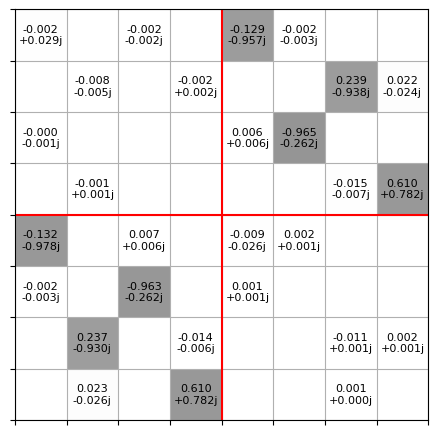 -0.002 -0.002 -0.129 -0.002
+0.029j -0.002j -0.957j -0.003j
-0.008 -0.002 0.239 0.022
-0.005j +0.002j -0.938j -0.024j
-0.000 0.006 -0.965
-0.001j +0.006j -0.262j
-0.001 -0.015 0.610
+0.001j -0.007j +0.782j
-0.132 0.007 -0.009 0.002
-0.978j +0.006j -0.026j +0.001j
-0.002 -0.963 0.001
-0.003j -0.262j +0.001j
0.237 -0.014 -0.011 0.002
-0.930j -0.006j +0.001j +0.001j
0.023 0.610 0.001
-0.026j +0.782j +0.000j